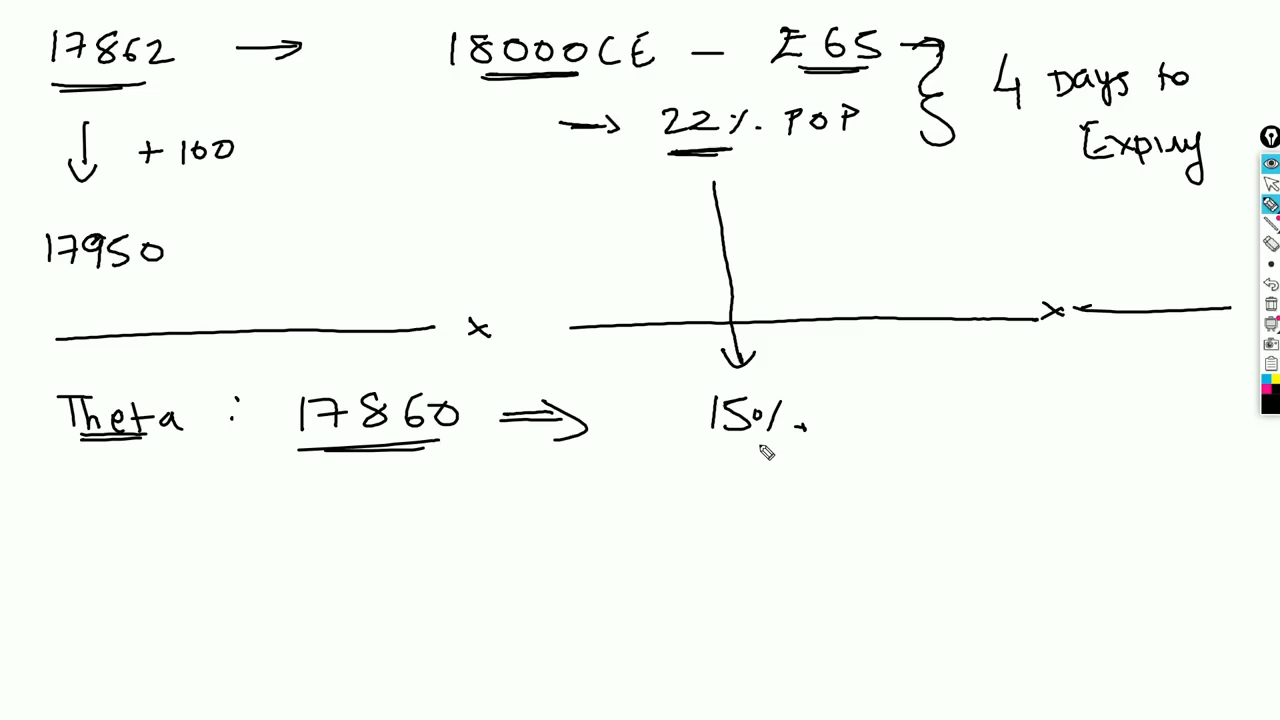 17862 → 18000CE - ₹65
→ 22% POP
4 Days to
Expiry
↓ +100
17950
x x
Theta : 17860 ⇒ 15%.